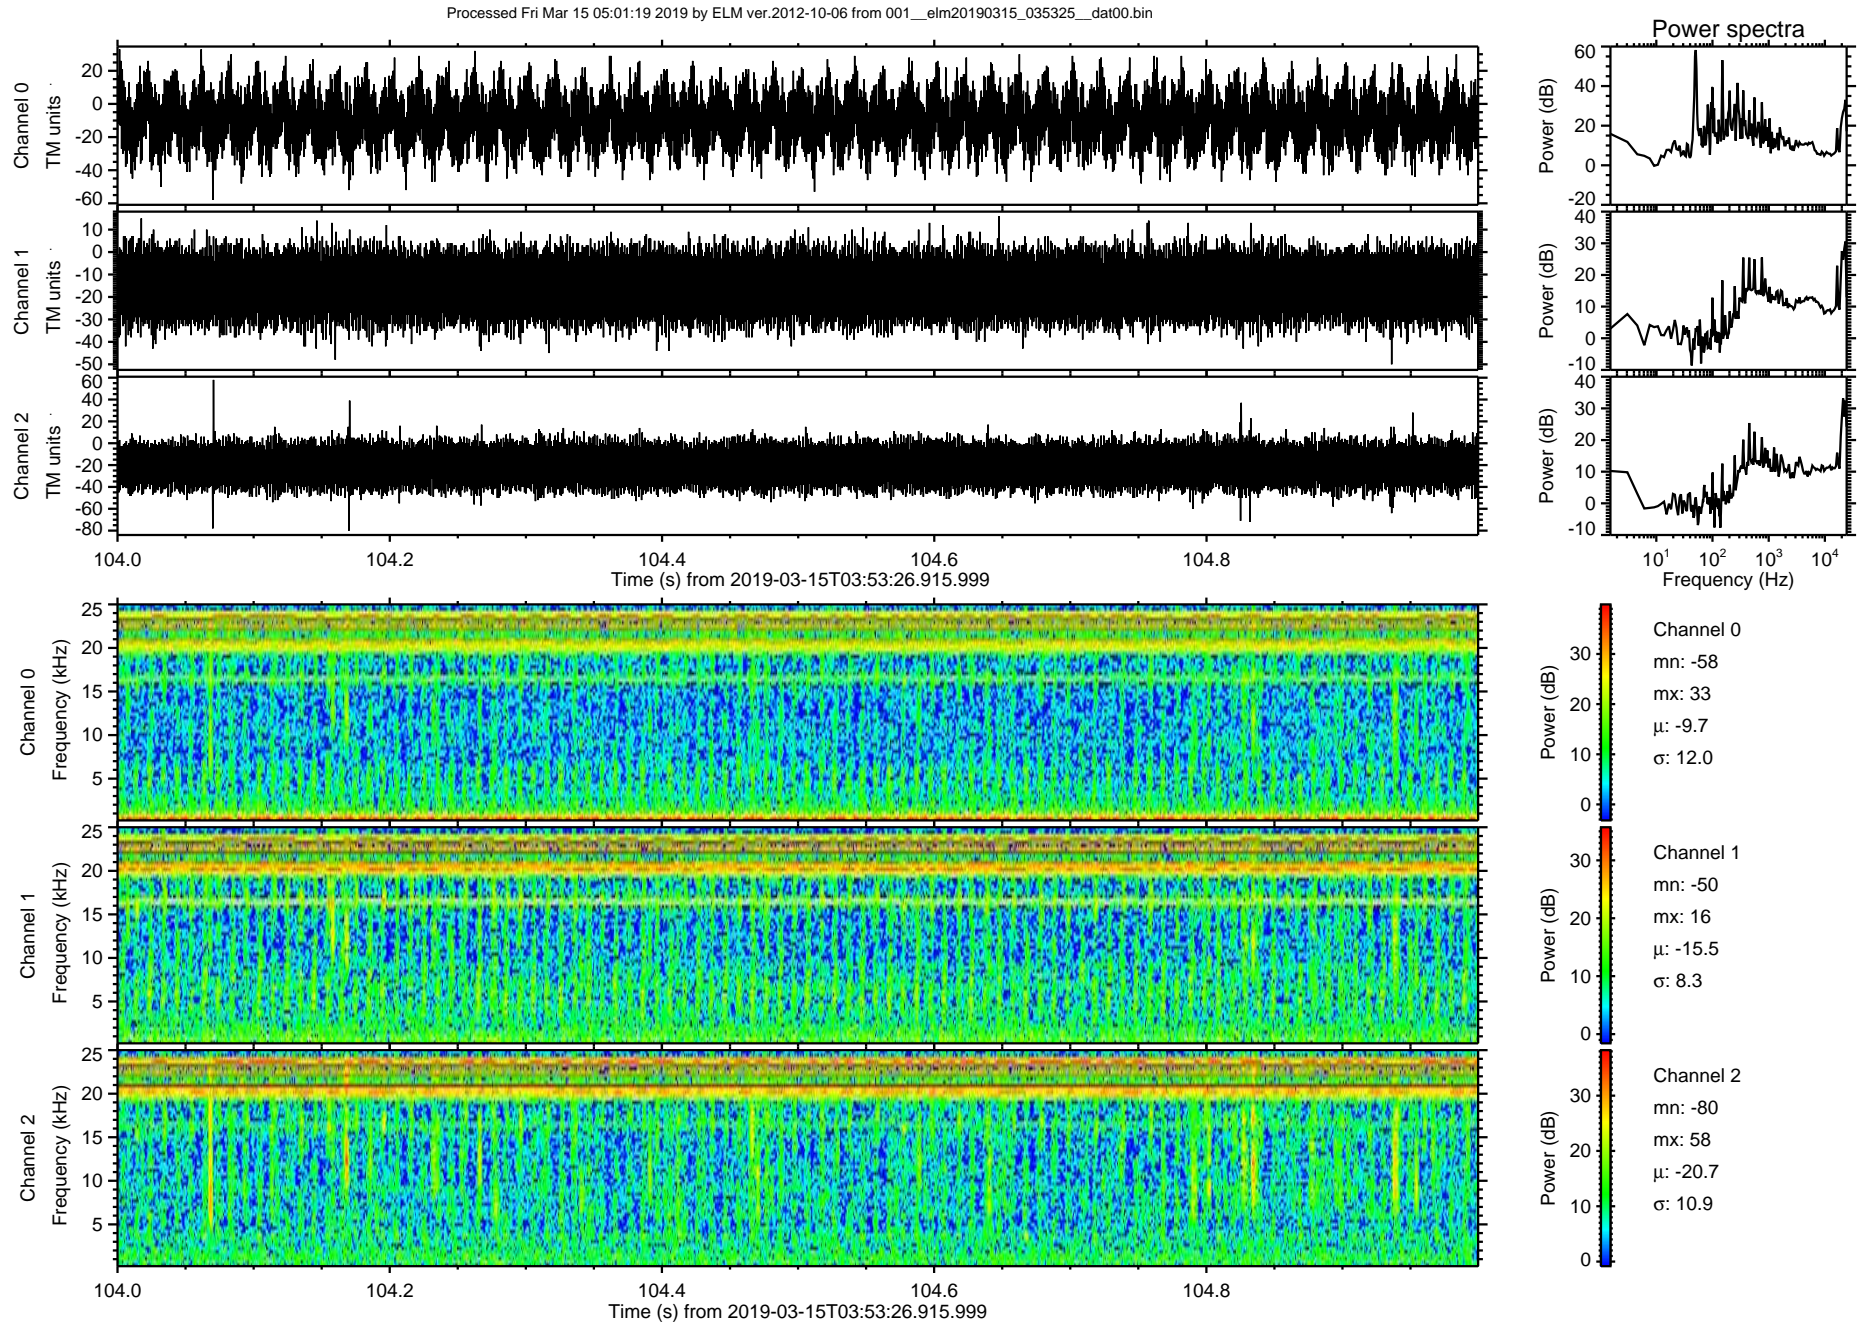 Processed Fri Mar 15 05:01:19 2019 by ELM ver.2012-10-06 from 001__elm20190315_035325__dat00.bin
Power spectra
Channel 0
TM units
20
0
-20
-40
-60
Power (dB)
60
40
20
0
-20
Channel 1
TM units
10
0
-10
-20
-30
-40
-50
Power (dB)
40
30
20
10
0
-10
Channel 2
TM units
60
40
20
0
-20
-40
-60
-80
Power (dB)
40
30
20
10
0
-10
104.0 104.2 104.4 104.6 104.8
Time (s) from 2019-03-15T03:53:26.915.999
10¹ 10² 10³ 10⁴
Frequency (Hz)
Channel 0
Frequency (kHz)
25
20
15
10
5
Power (dB)
30
20
10
0
Channel 0
mn: -58
mx: 33
μ: -9.7
σ: 12.0
Channel 1
Frequency (kHz)
25
20
15
10
5
Power (dB)
30
20
10
0
Channel 1
mn: -50
mx: 16
μ: -15.5
σ: 8.3
Channel 2
Frequency (kHz)
25
20
15
10
5
Power (dB)
30
20
10
0
Channel 2
mn: -80
mx: 58
μ: -20.7
σ: 10.9
104.0 104.2 104.4 104.6 104.8
Time (s) from 2019-03-15T03:53:26.915.999